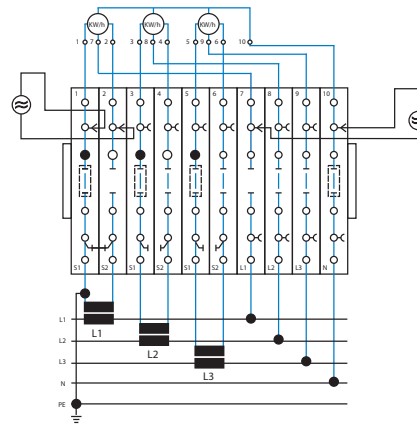 KW/h KW/h KW/h
1 7 2 3 8 4 5 9 6 10
1 2 3 4 5 6 7 8 9 10
S1 S2 S1 S2 S1 S2 L1 L2 L3 N
L1
L1
L2
L2
L3
L3
N
PE